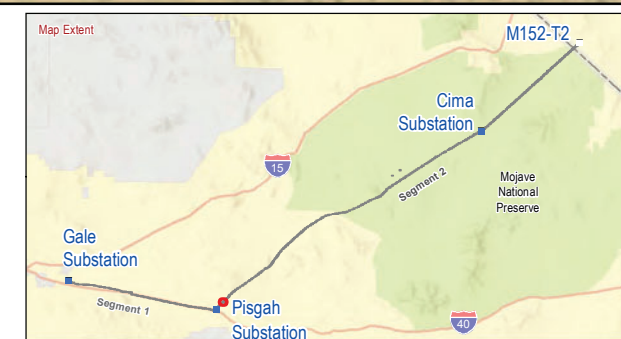 Map Extent
M152-T2
Cima
Substation
15
Segment 2
Mojave
National
Preserve
Gale
Substation
Segment 1
Pisgah
Substation
40